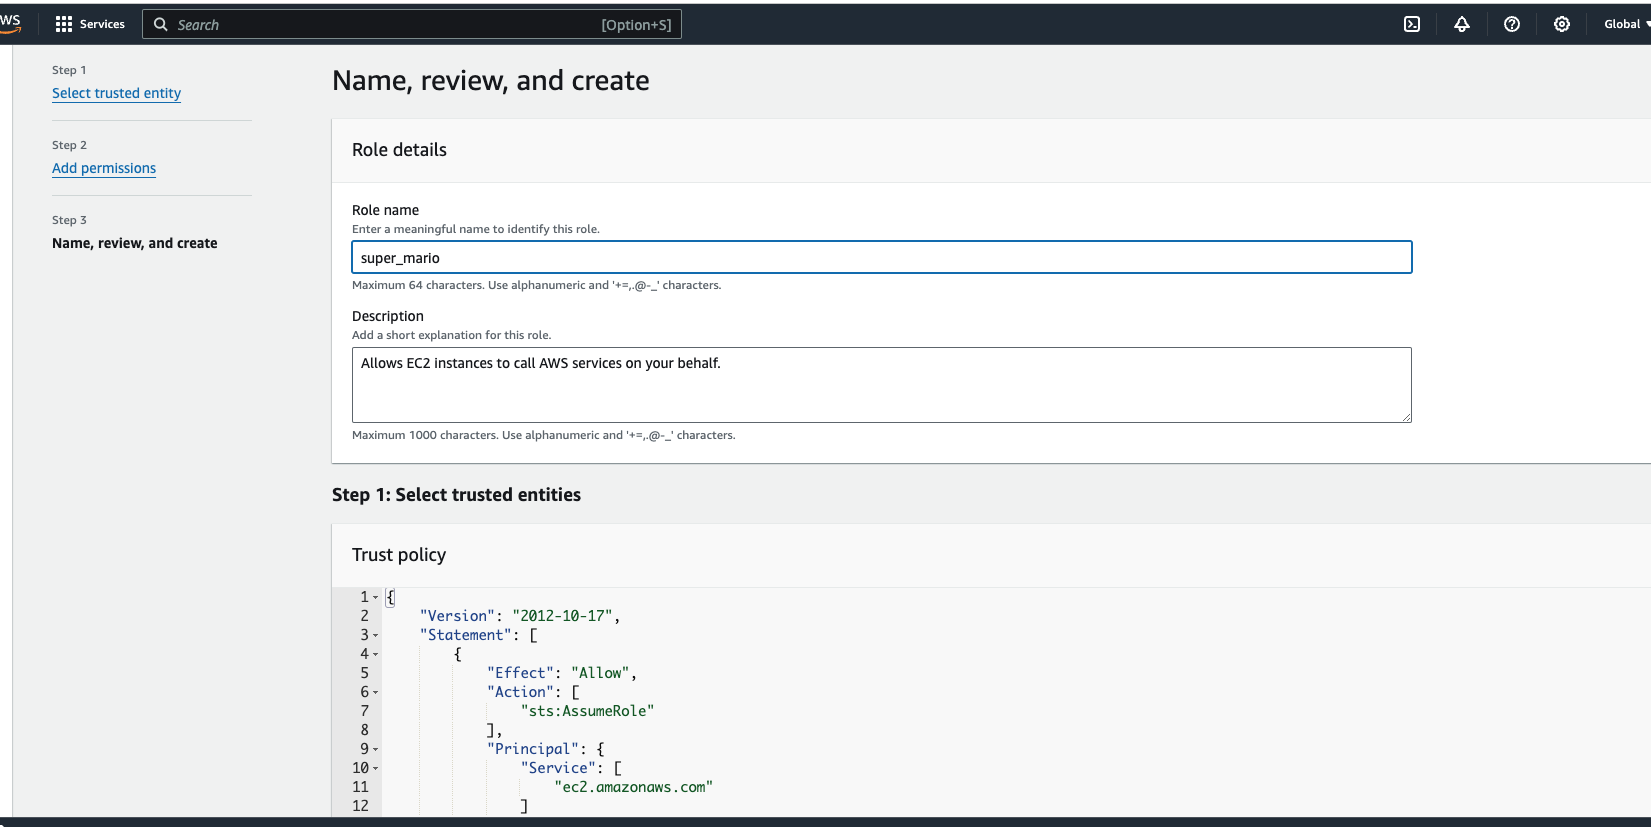 Services
Search
[Option+S]
Global
Step 1
Select trusted entity
Step 2
Add permissions
Step 3
Name, review, and create
Name, review, and create
Role details
Role name
Enter a meaningful name to identify this role.
super_mario
Maximum 64 characters. Use alphanumeric and '+=,.@-_' characters.
Description
Add a short explanation for this role.
Allows EC2 instances to call AWS services on your behalf.
Maximum 1000 characters. Use alphanumeric and '+=,.@-_' characters.
Step 1: Select trusted entities
Trust policy
1 {
2 "Version": "2012-10-17",
3 "Statement": [
4 {
5 "Effect": "Allow",
6 "Action": [
7 "sts:AssumeRole"
8 ],
9 "Principal": {
10 "Service": [
11 "ec2.amazonaws.com"
12 ]